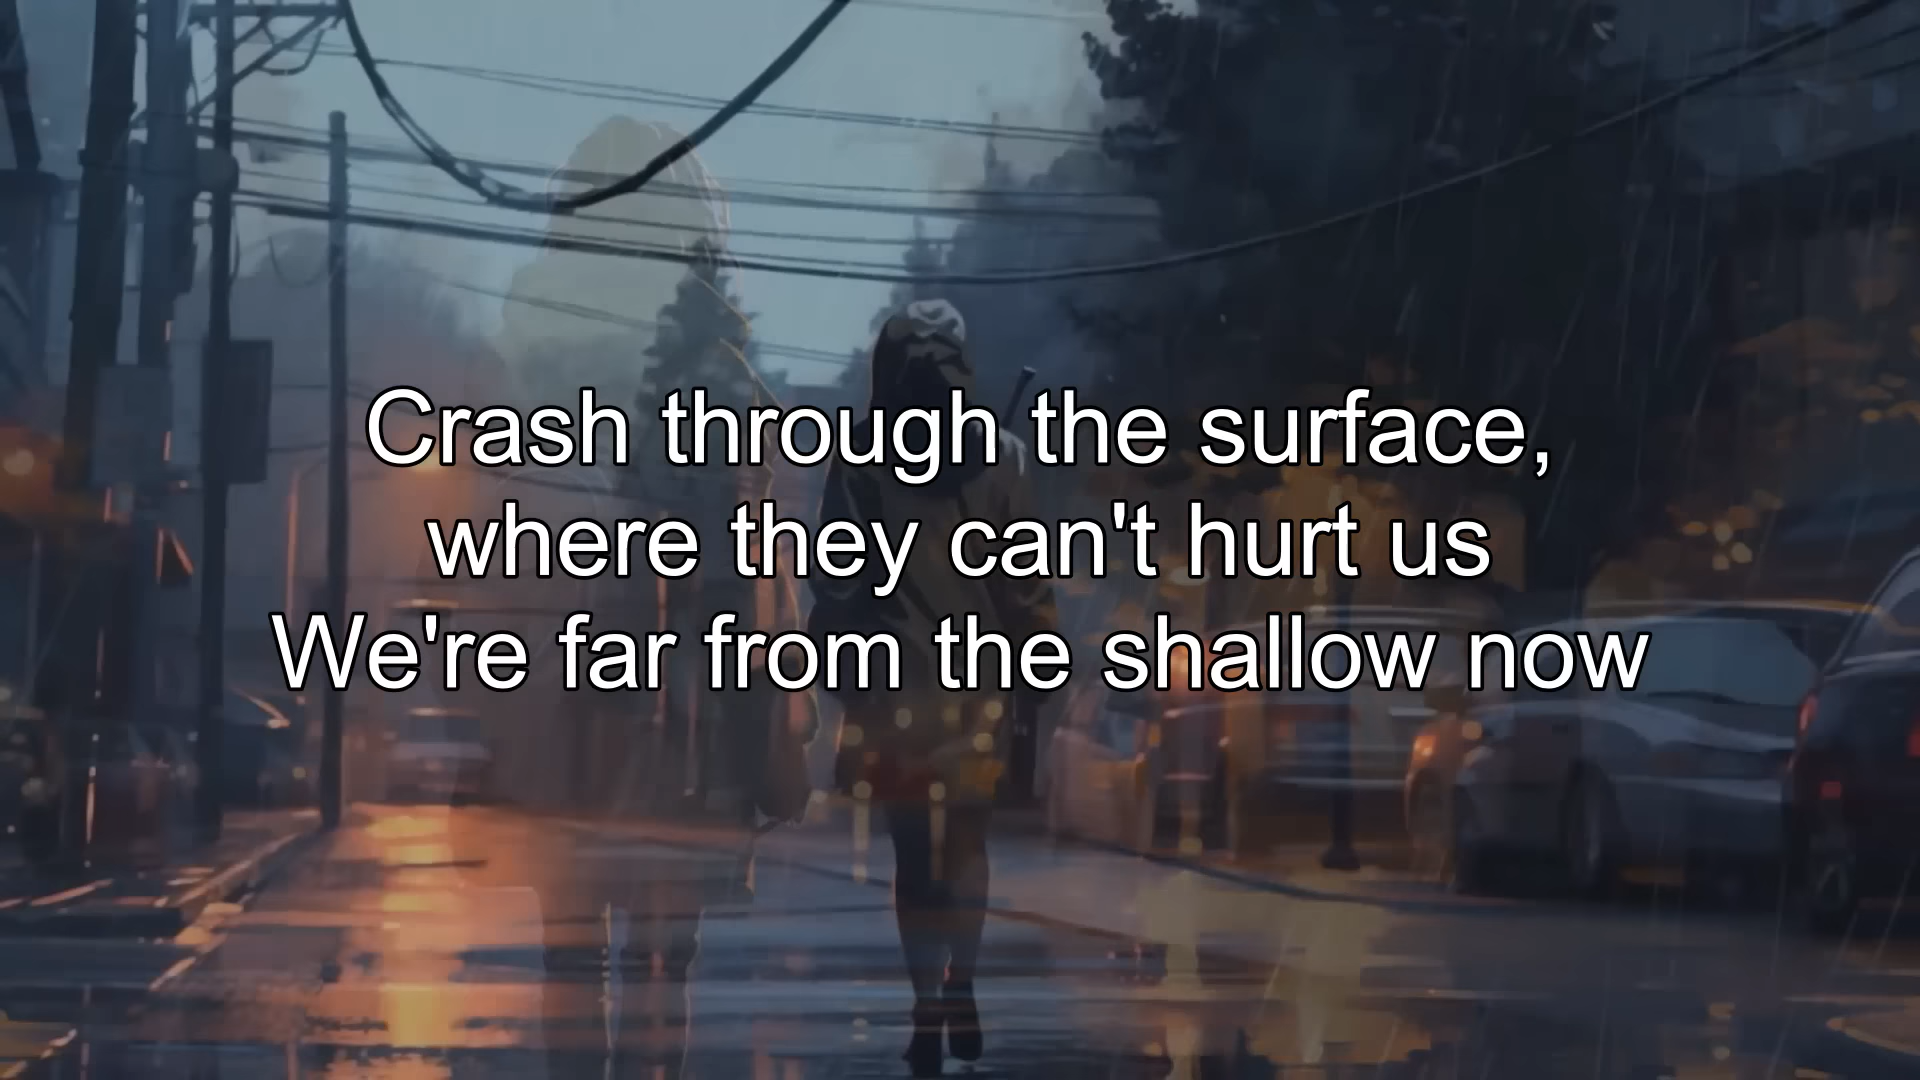 Crash through the surface,
where they can't hurt us
We're far from the shallow now